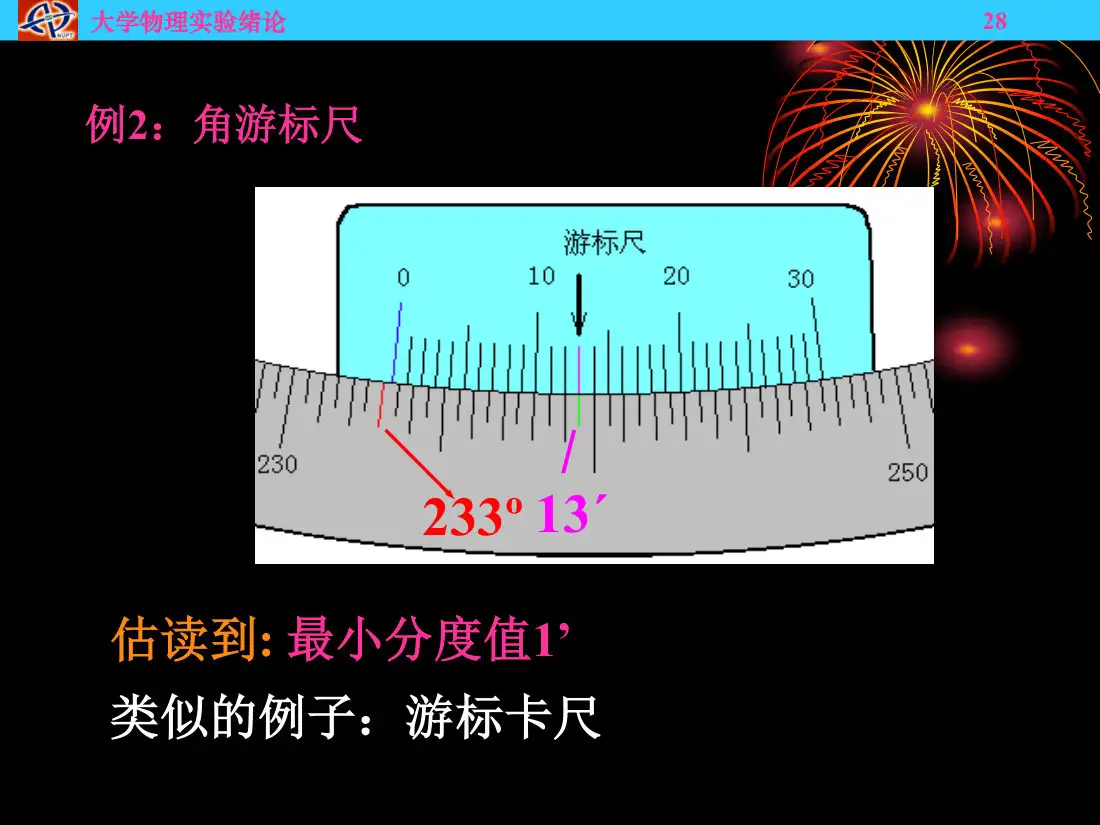 大学物理实验绪论 28
NUPT
例2：角游标尺
游标尺
0 10 20 30
230 250
233º 13´
估读到: 最小分度值1’
类似的例子：游标卡尺